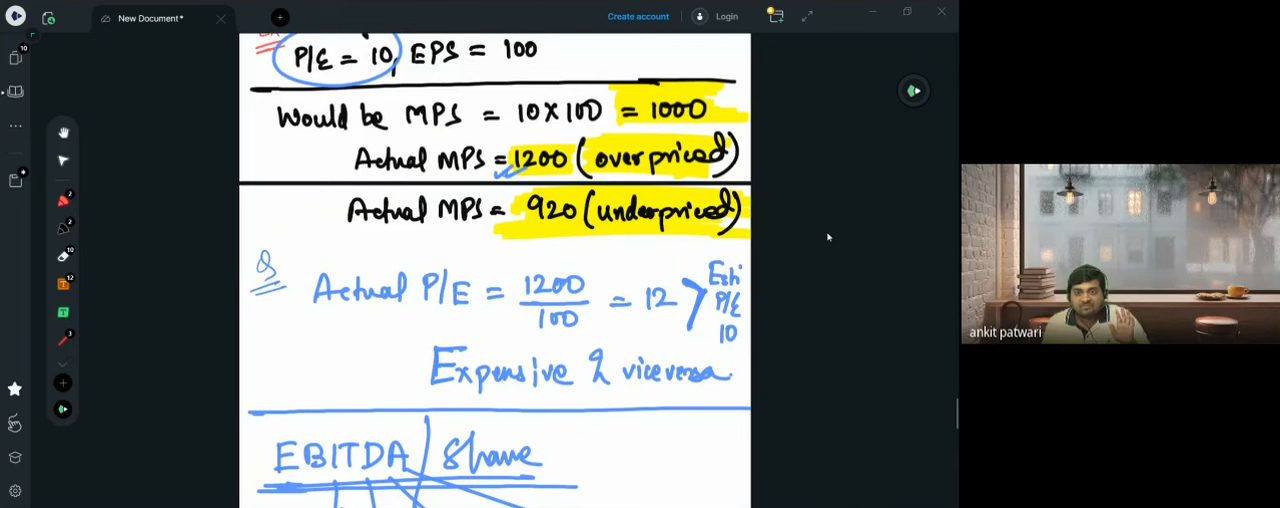 New Document*
Create account
Login
P/E = 10, EPS = 100
Would be MPS = 10 x 100 = 1000
Actual MPS = 1200 (overpriced)
Actual MPS = 920 (underpriced)
Q
Actual P/E = 1200/100 = 12 > Esti P/E 10
Expensive & viceversa
EBITDA / Share
ankit patwari